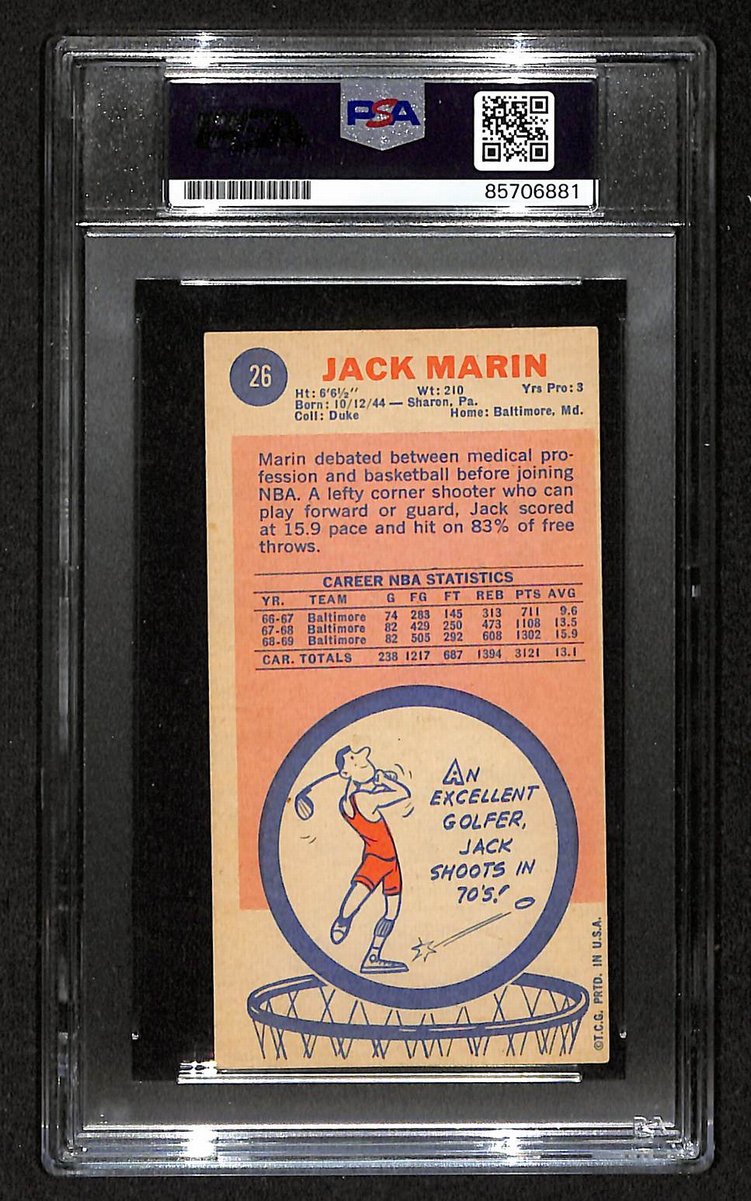 PSA
85706881
26
JACK MARIN
Ht: 6'6½" Wt: 210 Yrs Pro: 3
Born: 10/12/44 — Sharon, Pa.
Coll: Duke Home: Baltimore, Md.
Marin debated between medical pro-
fession and basketball before joining
NBA. A lefty corner shooter who can
play forward or guard, Jack scored
at 15.9 pace and hit on 83% of free
throws.
CAREER NBA STATISTICS
YR. TEAM G FG FT REB PTS AVG
66-67 Baltimore 74 283 145 313 711 9.6
67-68 Baltimore 82 429 250 473 1108 13.5
68-69 Baltimore 82 505 292 608 1302 15.9
CAR. TOTALS 238 1217 687 1394 3121 13.1
AN
EXCELLENT
GOLFER,
JACK
SHOOTS IN
70'S!
©T.C.G. PRTD. IN U.S.A.
PSA